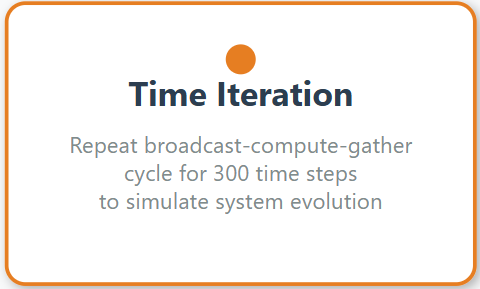 Time Iteration
Repeat broadcast-compute-gather
cycle for 300 time steps
to simulate system evolution